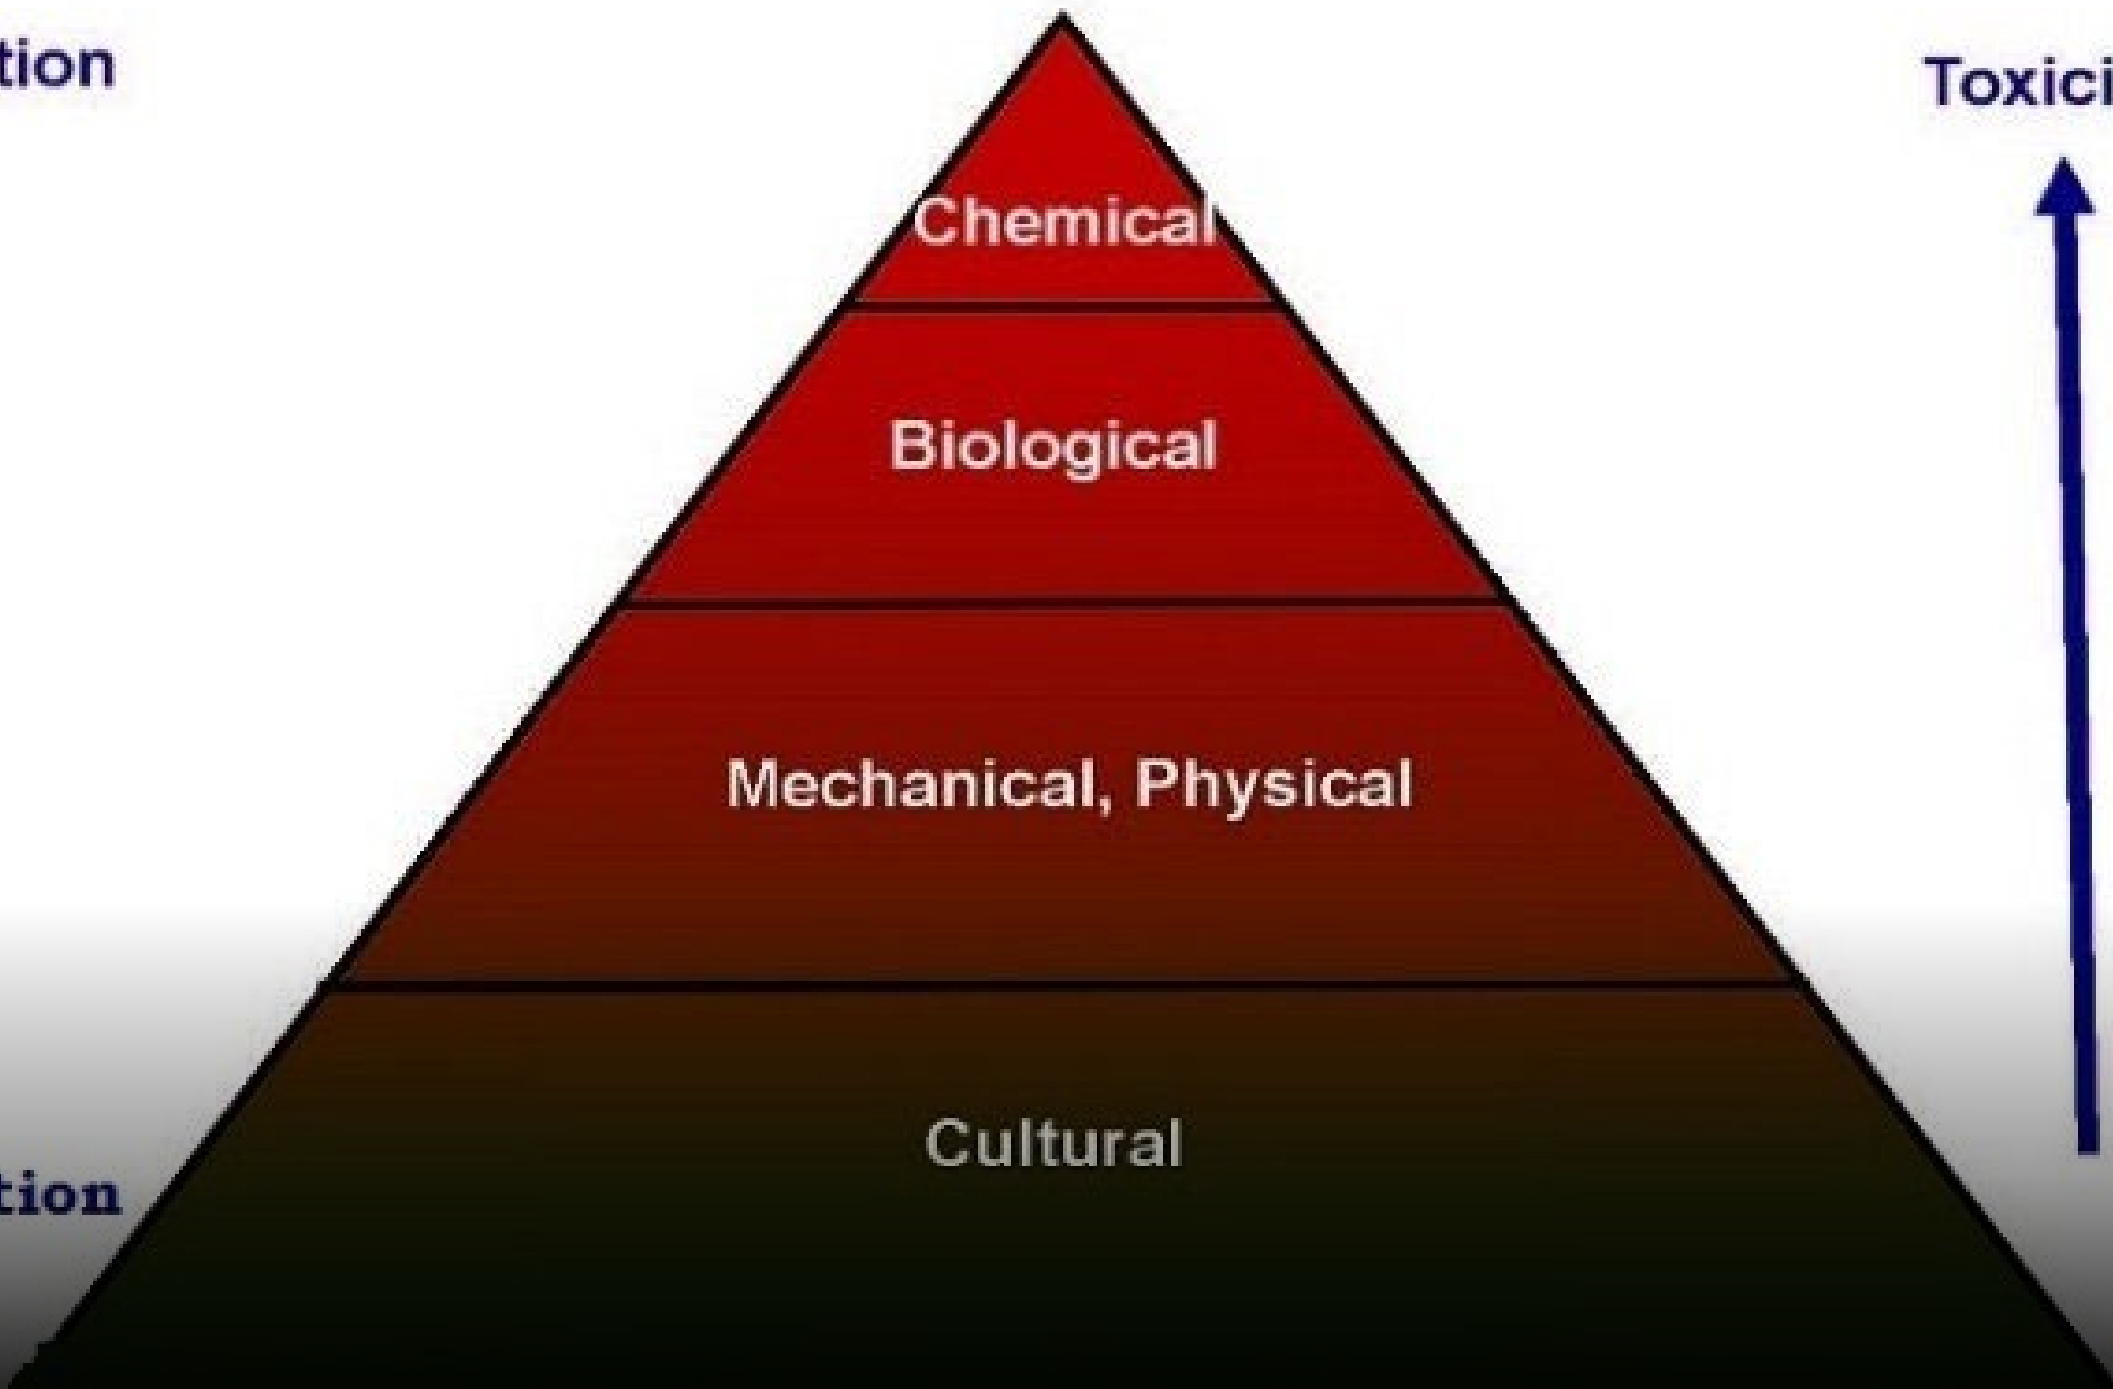 tion
Toxici
Chemical
Biological
Mechanical, Physical
Cultural
tion